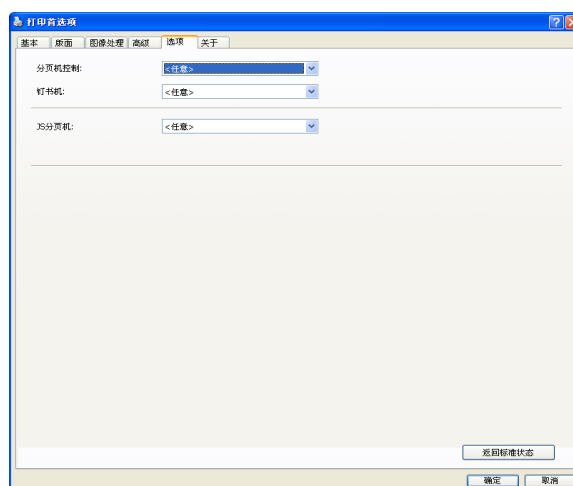 打印首选项
基本 版面 图像处理 高级 选项 关于
分页机控制: <任意>
钉书机: <任意>
JS分页机: <任意>
返回标准状态
确定 取消